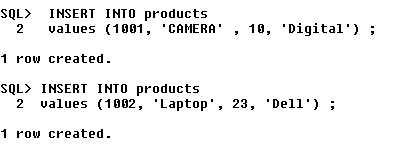 SQL>  INSERT INTO products
  2   values (1001, 'CAMERA' , 10, 'Digital') ;
1 row created.
SQL> INSERT INTO products
  2  values (1002, 'Laptop', 23, 'Dell') ;
1 row created.